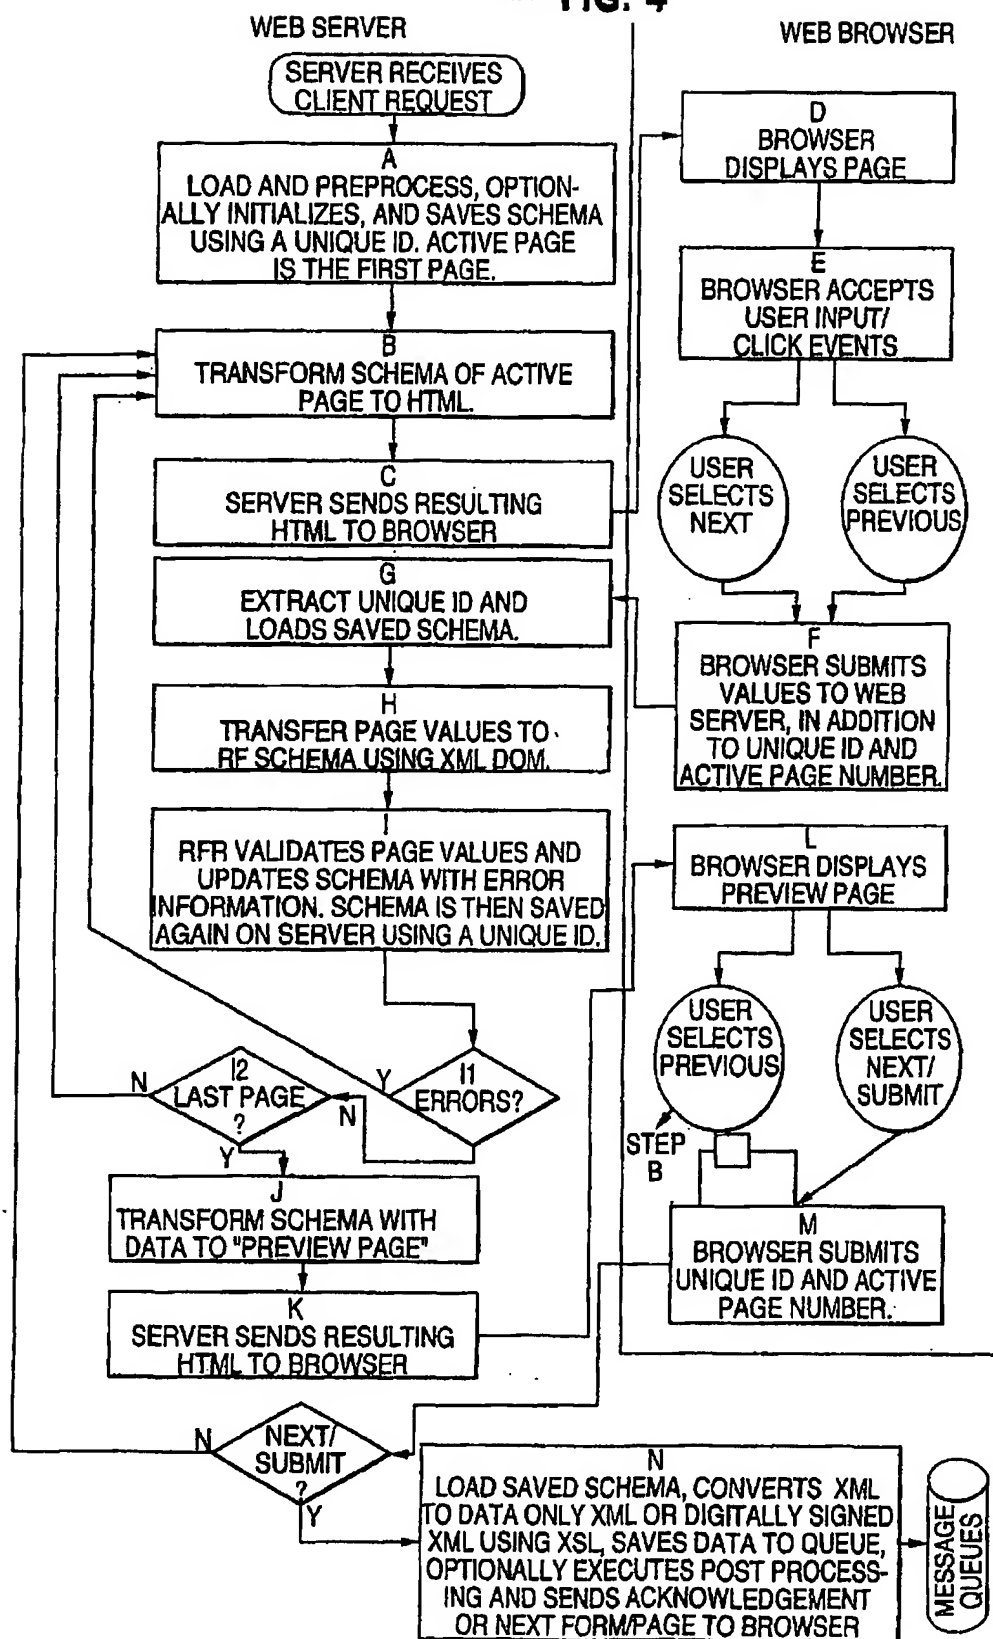 FIG. 4
WEB SERVER
WEB BROWSER
SERVER RECEIVES
CLIENT REQUEST
A
LOAD AND PREPROCESS, OPTION-
ALLY INITIALIZES, AND SAVES SCHEMA
USING A UNIQUE ID. ACTIVE PAGE
IS THE FIRST PAGE.
B
TRANSFORM SCHEMA OF ACTIVE
PAGE TO HTML.
C
SERVER SENDS RESULTING
HTML TO BROWSER
D
BROWSER
DISPLAYS PAGE
E
BROWSER ACCEPTS
USER INPUT/
CLICK EVENTS
USER
SELECTS
NEXT
USER
SELECTS
PREVIOUS
F
BROWSER SUBMITS
VALUES TO WEB
SERVER, IN ADDITION
TO UNIQUE ID AND
ACTIVE PAGE NUMBER.
G
EXTRACT UNIQUE ID AND
LOADS SAVED SCHEMA.
H
TRANSFER PAGE VALUES TO
RF SCHEMA USING XML DOM.
I
RFR VALIDATES PAGE VALUES AND
UPDATES SCHEMA WITH ERROR
INFORMATION. SCHEMA IS THEN SAVED
AGAIN ON SERVER USING A UNIQUE ID.
I1
ERRORS?
Y
N
I2
LAST PAGE
?
N
Y
J
TRANSFORM SCHEMA WITH
DATA TO "PREVIEW PAGE"
K
SERVER SENDS RESULTING
HTML TO BROWSER
L
BROWSER DISPLAYS
PREVIEW PAGE
USER
SELECTS
PREVIOUS
USER
SELECTS
NEXT/
SUBMIT
STEP
B
M
BROWSER SUBMITS
UNIQUE ID AND ACTIVE
PAGE NUMBER.
NEXT/
SUBMIT
?
N
Y
N
LOAD SAVED SCHEMA, CONVERTS XML
TO DATA ONLY XML OR DIGITALLY SIGNED
XML USING XSL, SAVES DATA TO QUEUE,
OPTIONALLY EXECUTES POST PROCESS-
ING AND SENDS ACKNOWLEDGEMENT
OR NEXT FORM/PAGE TO BROWSER
MESSAGE
QUEUES